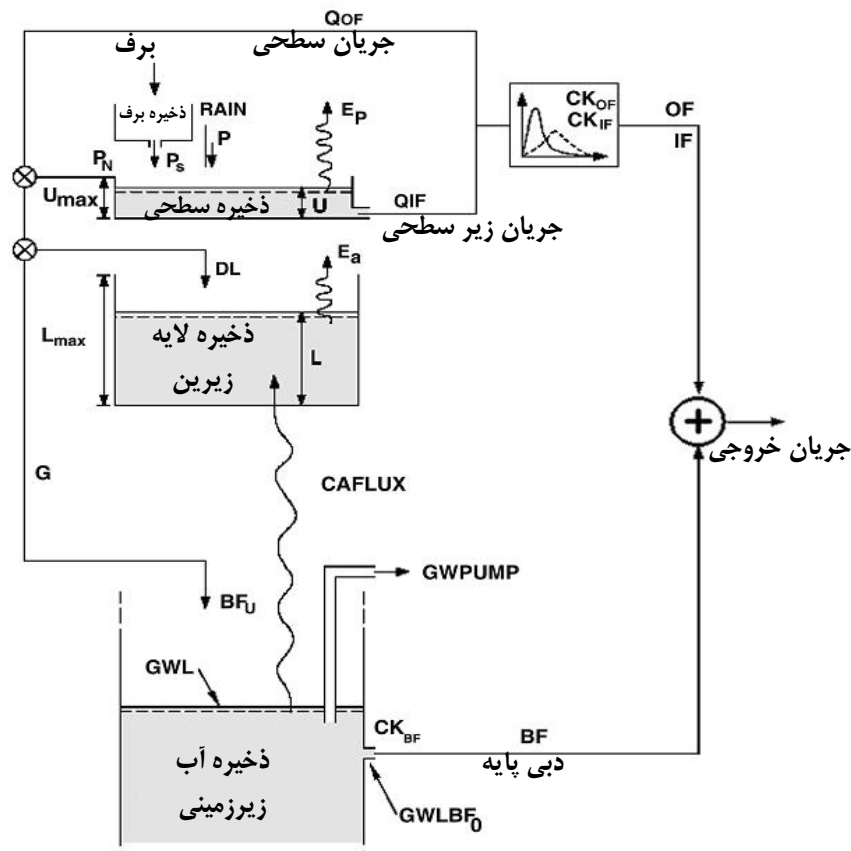 QOF
جریان سطحی
برف
ذخیره برف
RAIN
P
Ps
EP
PN
Umax
ذخیره سطحی
U
QIF
جریان زیر سطحی
CKOF
CKIF
OF
IF
DL
Ea
Lmax
ذخیره لایه
زیرین
L
جریان خروجی
G
CAFLUX
GWPUMP
BFU
GWL
CKBF
BF
دبی پایه
ذخیره آب
زیرزمینی
GWLBF0